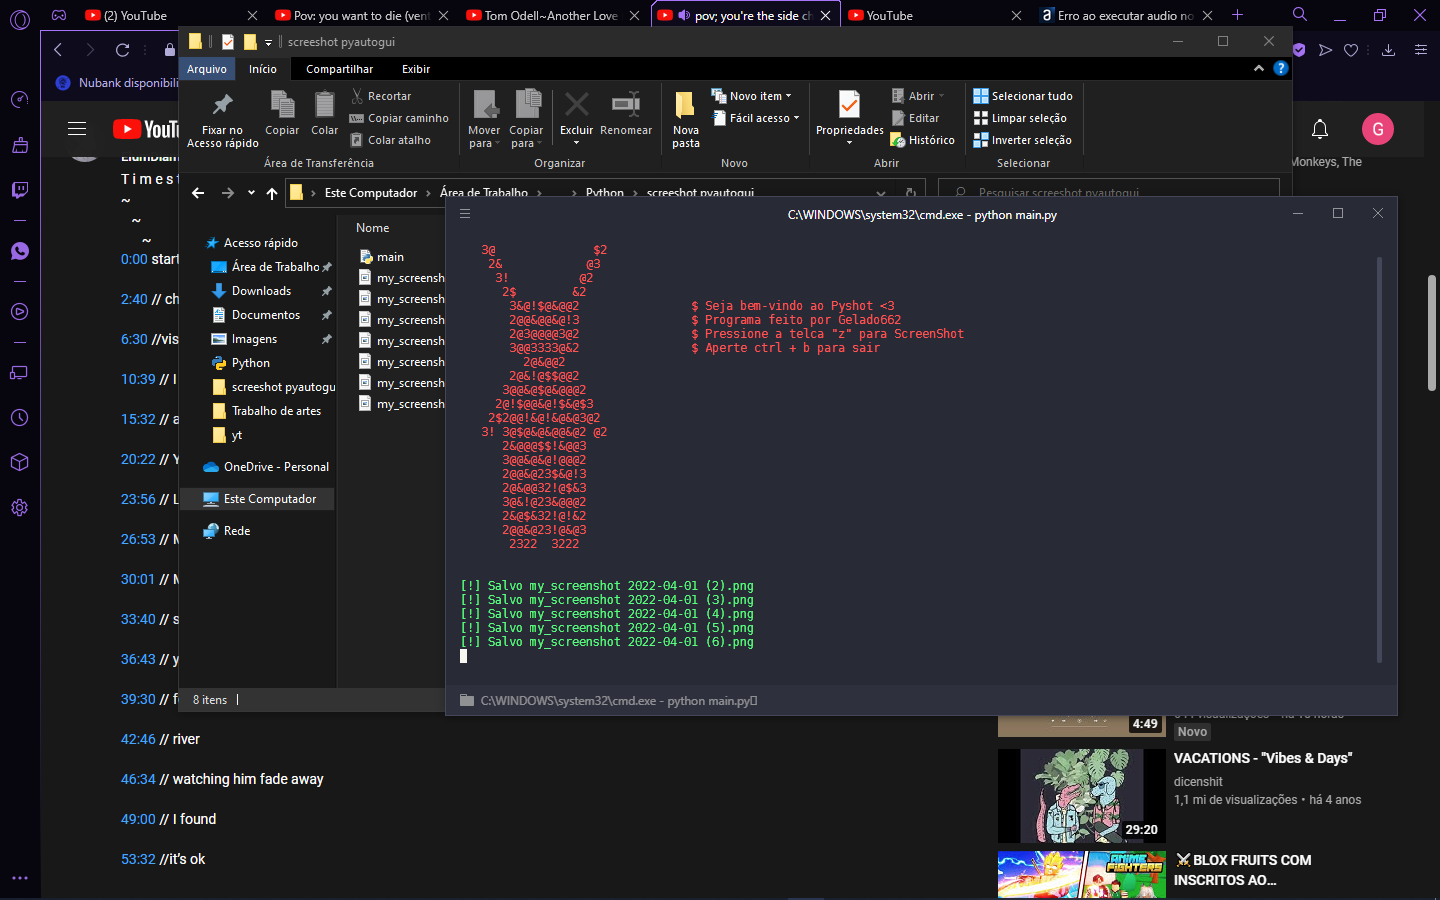 (2) YouTube
Pov: you want to die (vent
Tom Odell~Another Love
pov; you're the side ch
YouTube
Erro ao executar audio no
screeshot pyautogui
Arquivo
Início
Compartilhar
Exibir
Nubank disponibili
Fixar no
Acesso rápido
Copiar
Colar
Recortar
Copiar caminho
Colar atalho
Área de Transferência
Mover
para
Copiar
para
Excluir
Renomear
Organizar
Nova
pasta
Novo item
Fácil acesso
Novo
Propriedades
Abrir
Editar
Histórico
Abrir
Selecionar tudo
Limpar seleção
Inverter seleção
Selecionar
G
Monkeys, The
Este Computador
Área de Trabalho
Python
screeshot pyautogui
Pesquisar screeshot pyautogui
Nome
main
my_screensh
my_screensh
my_screensh
my_screensh
my_screensh
my_screensh
my_screensh
Acesso rápido
Área de Trabalho
Downloads
Documentos
Imagens
Python
screeshot pyautogu
Trabalho de artes
yt
OneDrive - Personal
Este Computador
Rede
8 itens
C:\WINDOWS\system32\cmd.exe - python main.py
3@              $2
2&            @3
3!          @2
2$        &2
3&@!$@&@@2
2@@&@@&@!3
2@3@@@@3@2
3@@3333@&2
2@&@@2
2@&!@$$@@2
3@@&@$&@@@2
2@!$@@&@!$&@$3
2$2@@!&@!&@&@3@2
3! 3@$@&@&@@&@2 @2
2&@@@$$!&@@3
3@@&@&@!@@@2
2@@&@23$&@!3
2@&@@32!@$&3
3@&!@23&@@@2
2&@$&32!@!&2
2@@&@23!@&@3
2322  3222
$ Seja bem-vindo ao Pyshot <3
$ Programa feito por Gelado662
$ Pressione a telca "z" para ScreenShot
$ Aperte ctrl + b para sair
[!] Salvo my_screenshot 2022-04-01 (2).png
[!] Salvo my_screenshot 2022-04-01 (3).png
[!] Salvo my_screenshot 2022-04-01 (4).png
[!] Salvo my_screenshot 2022-04-01 (5).png
[!] Salvo my_screenshot 2022-04-01 (6).png
C:\WINDOWS\system32\cmd.exe - python main.py
T i m e s t
~
~
~
0:00 start
2:40 // ch
6:30 //vis
10:39 // I
15:32 // a
20:22 // Y
23:56 // L
26:53 // M
30:01 // M
33:40 // s
36:43 // y
39:30 // f
42:46 // river
46:34 // watching him fade away
49:00 // I found
53:32 //it's ok
4:49
Novo
VACATIONS - "Vibes & Days"
dicenshit
1,1 mi de visualizações • há 4 anos
29:20
BLOX FRUITS COM
INSCRITOS AO...
ANIME
FIGHTERS